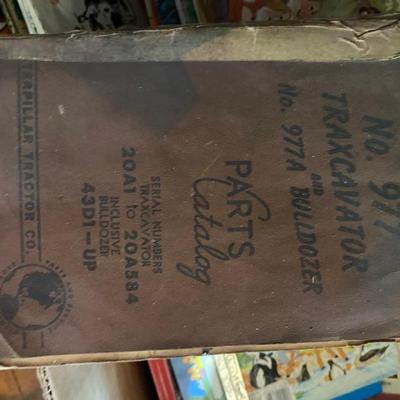 No. 977
TRAXCAVATOR
AND
No. 977A BULLDOZER
PARTS
Catalog
SERIAL NUMBERS
TRAXCAVATOR
20A1 to 20A584
INCLUSIVE
BULLDOZER
43D1-UP
CATERPILLAR TRACTOR CO.